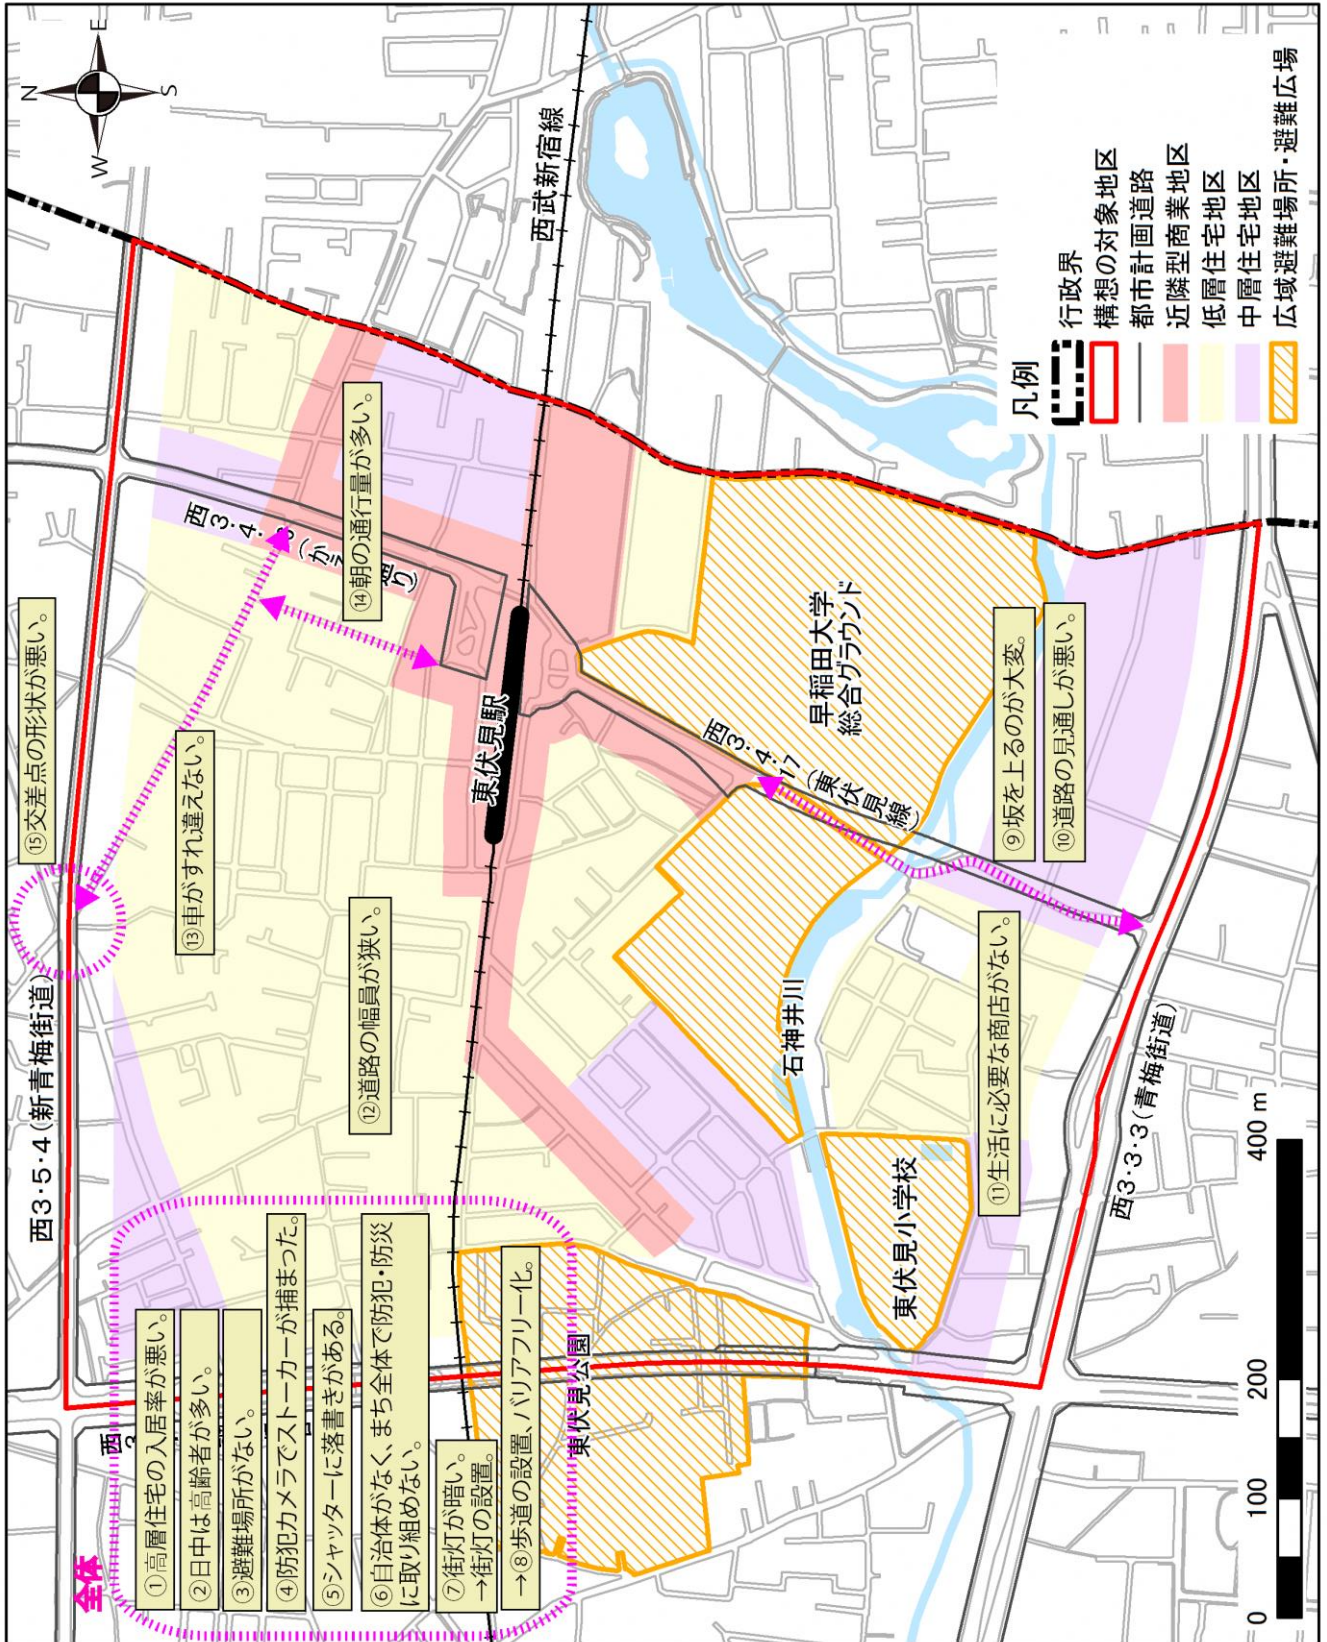 N
E
S
W
全体
①高層住宅の入居率が悪い。
②日中は高齢者が多い。
③避難場所がない。
④防犯カメラでストーカーが捕まった。
⑤シャッターに落書きがある。
⑥自治体がなく、まち全体で防犯・防災
に取り組めない。
⑦街灯が暗い。
→街灯の設置。
→⑧歩道の設置、バリアフリー化。
西3・5・4(新青梅街道)
⑮交差点の形状が悪い。
⑬車がすれ違えない。
⑫道路の幅員が狭い。
⑭朝の通行量が多い。
西3・4・
通り)
西武新宿線
東伏見駅
東伏見公園
西3・4・17(東伏見線)
早稲田大学
総合グラウンド
石神井川
東伏見小学校
⑨坂を上るのが大変。
⑩道路の見通しが悪い。
⑪生活に必要な商店がない。
西3・3・3(青梅街道)
凡例
行政界
構想の対象地区
都市計画道路
近隣型商業地区
低層住宅地区
中層住宅地区
広域避難場所・避難広場
0 100 200 400 m